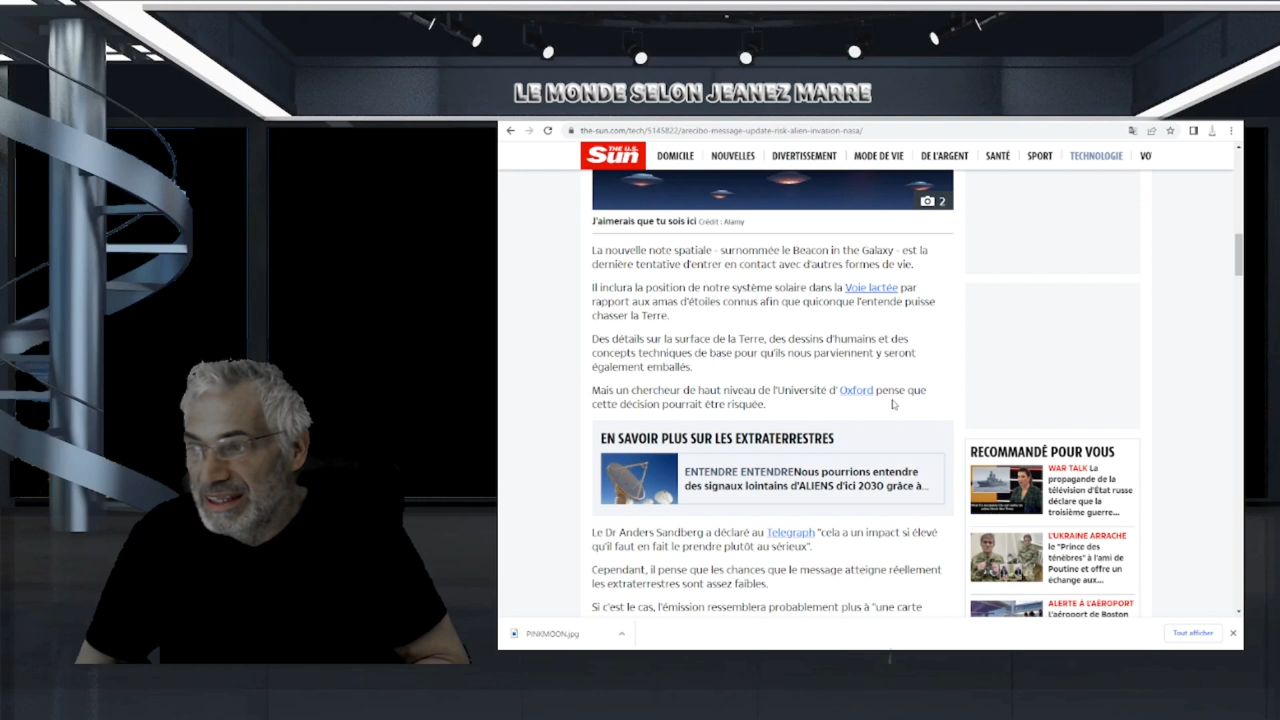 LE MONDE SELON JEANEZ MARRE
the-sun.com/tech/5145822/arecibo-message-update-risk-alien-invasion-nasa/
THE U.S. Sun
DOMICILE NOUVELLES DIVERTISSEMENT MODE DE VIE DE L'ARGENT SANTÉ SPORT TECHNOLOGIE VO
2
J'aimerais que tu sois ici Crédit : Alamy
La nouvelle note spatiale - surnommée le Beacon in the Galaxy - est la
dernière tentative d'entrer en contact avec d'autres formes de vie.
Il inclura la position de notre système solaire dans la Voie lactée par
rapport aux amas d'étoiles connus afin que quiconque l'entende puisse
chasser la Terre.
Des détails sur la surface de la Terre, des dessins d'humains et des
concepts techniques de base pour qu'ils nous parviennent y seront
également emballés.
Mais un chercheur de haut niveau de l'Université d' Oxford pense que
cette décision pourrait être risquée.
EN SAVOIR PLUS SUR LES EXTRATERRESTRES
ENTENDRE ENTENDRENous pourrions entendre
des signaux lointains d'ALIENS d'ici 2030 grâce à...
Le Dr Anders Sandberg a déclaré au Telegraph "cela a un impact si élevé
qu'il faut en fait le prendre plutôt au sérieux".
Cependant, il pense que les chances que le message atteigne réellement
les extraterrestres sont assez faibles.
Si c'est le cas, l'émission ressemblera probablement plus à "une carte
RECOMMANDÉ POUR VOUS
WAR TALK La
propagande de la
télévision d'État russe
déclare que la
troisième guerre...
L'UKRAINE ARRACHE
le "Prince des
ténèbres" à l'ami de
Poutine et offre un
échange aux...
ALERTE À L'AÉROPORT
L'aéroport de Boston
PINKMOON.jpg
Tout afficher